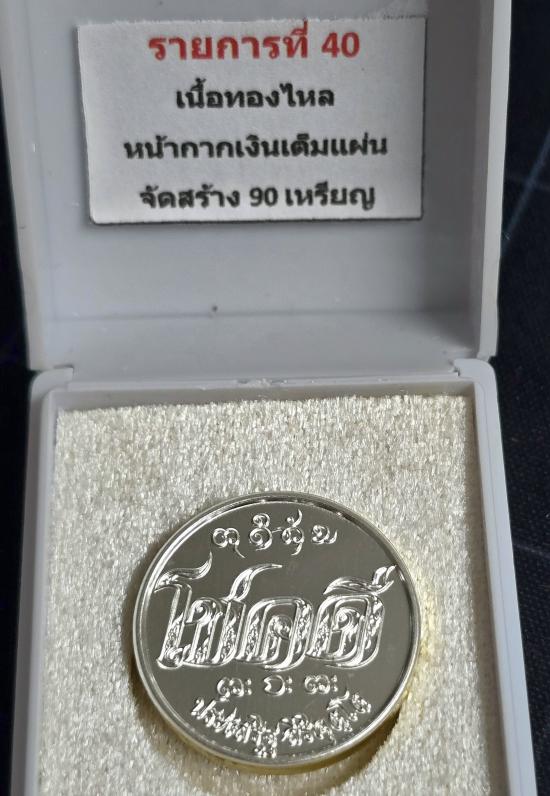 รายการที่ 40
เนื้อทองไหล
หน้ากากเงินเต็มแผ่น
จัดสร้าง 90 เหรียญ
โชคดี